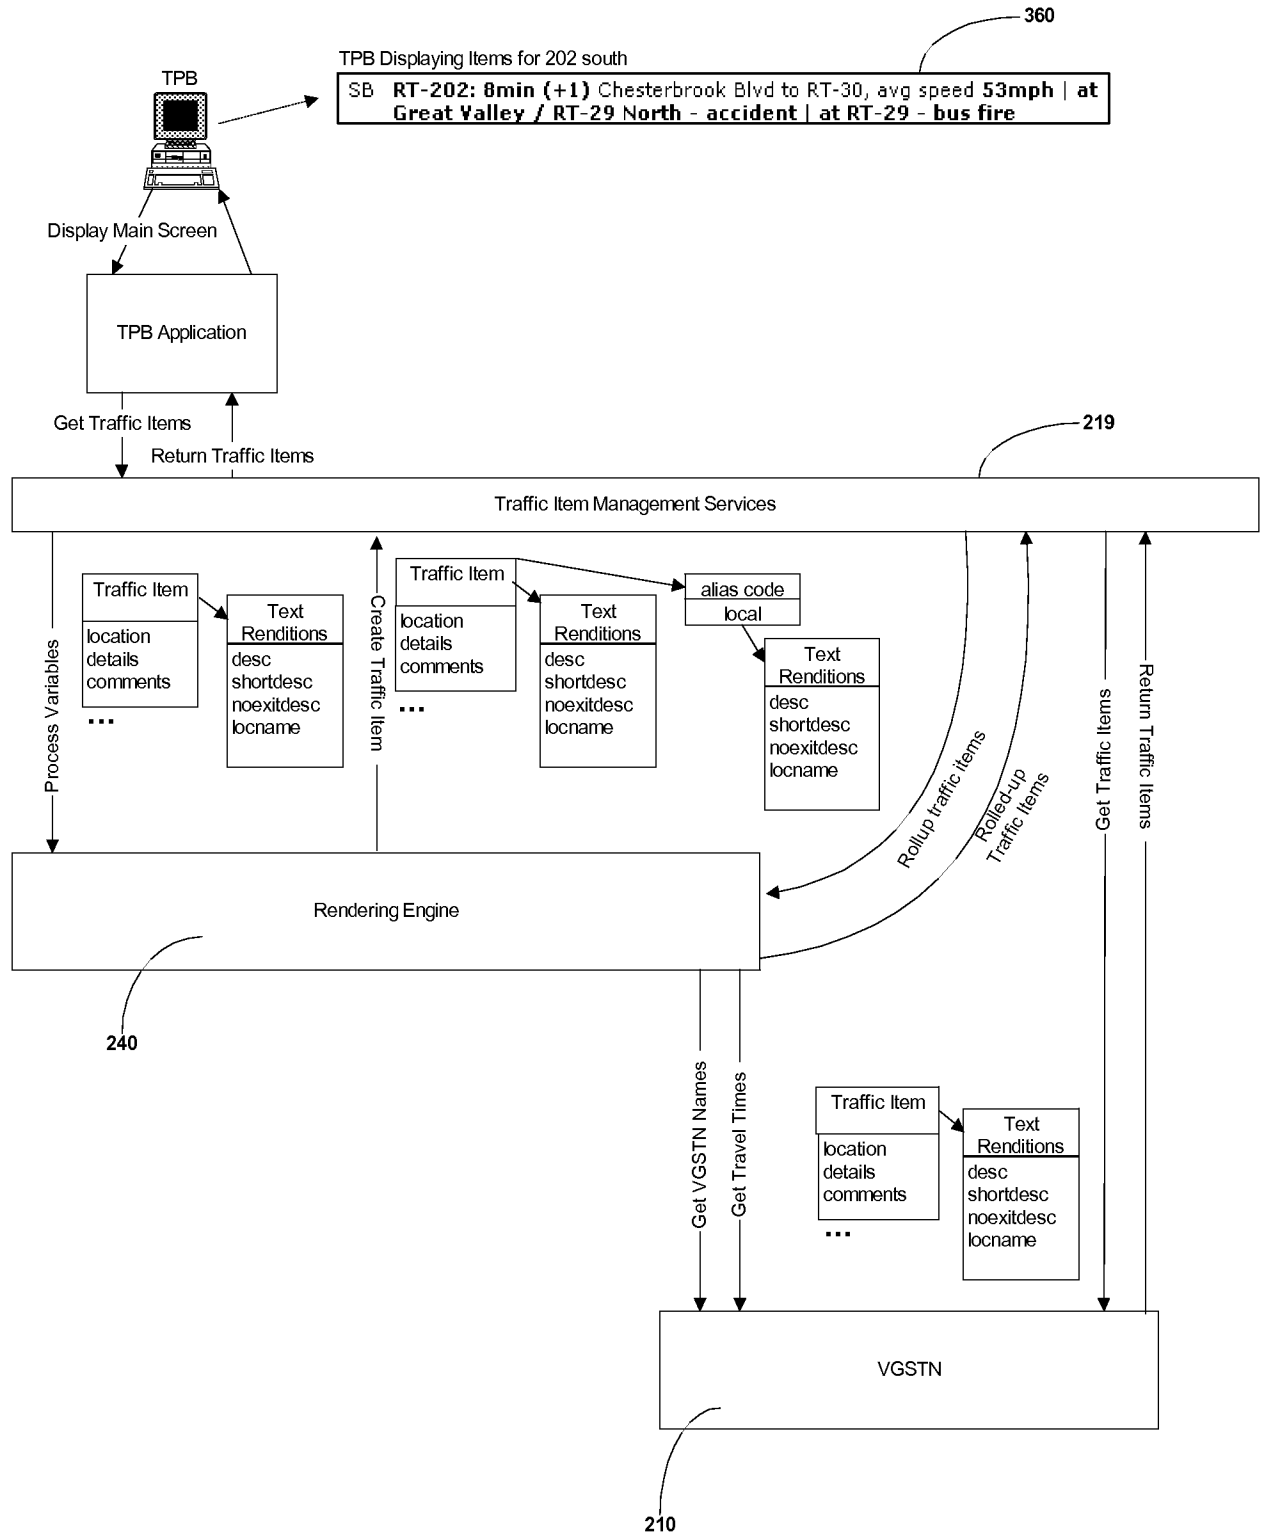 360
TPB Displaying Items for 202 south
TPB
SB RT-202: 8min (+1) Chesterbrook Blvd to RT-30, avg speed 53mph | at
Great Valley / RT-29 North - accident | at RT-29 - bus fire
Display Main Screen
TPB Application
Get Traffic Items
Return Traffic Items
219
Traffic Item Management Services
Process Variables
Traffic Item
location
details
comments
...
Text
Renditions
desc
shortdesc
noexitdesc
locname
Create Traffic Item
Traffic Item
location
details
comments
...
Text
Renditions
desc
shortdesc
noexitdesc
locname
alias code
local
Text
Renditions
desc
shortdesc
noexitdesc
locname
Rollup traffic items
Rolled-up
Traffic Items
Get Traffic Items
Return Traffic Items
Rendering Engine
240
Get VGSTN Names
Get Travel Times
Traffic Item
location
details
comments
...
Text
Renditions
desc
shortdesc
noexitdesc
locname
VGSTN
210